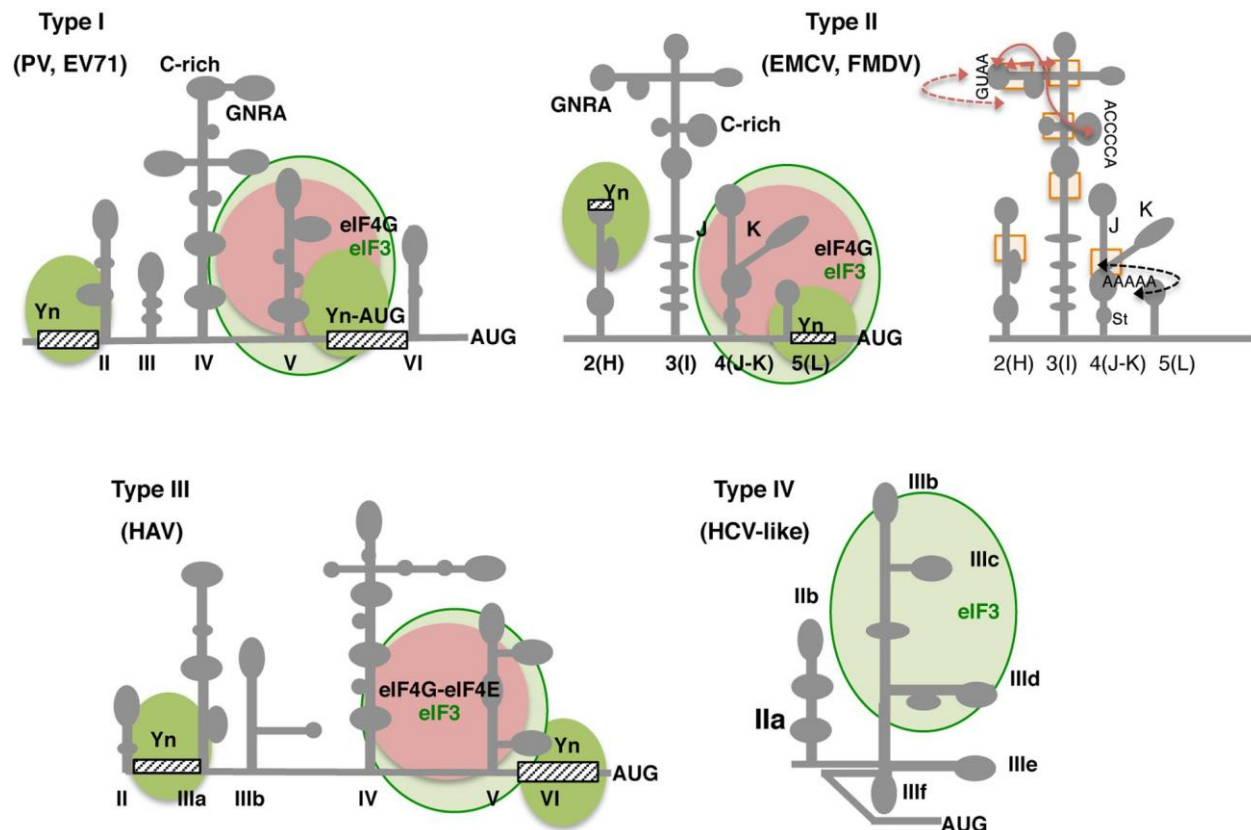 Type I
(PV, EV71)
C-rich
GNRA
eIF4G
eIF3
Yn
Yn-AUG
AUG
II III IV V VI
Type II
(EMCV, FMDV)
GNRA
C-rich
Yn
J
K
eIF4G
eIF3
Yn
AUG
2(H) 3(I) 4(J-K) 5(L)
GUAA
ACCCCA
J
K
AAAAA
St
2(H) 3(I) 4(J-K) 5(L)
Type III
(HAV)
eIF4G-eIF4E
eIF3
Yn
Yn
AUG
II IIIa IIIb IV V VI
Type IV
(HCV-like)
IIIb
IIIc
IIb
eIF3
IIId
IIa
IIIe
IIIf
AUG